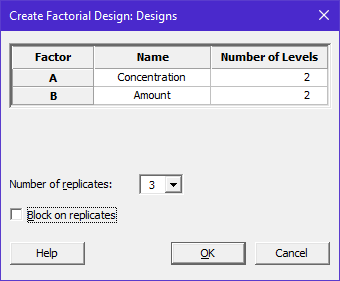 Create Factorial Design: Designs
Factor Name Number of Levels
A Concentration 2
B Amount 2
Number of replicates: 3
Block on replicates
Help OK Cancel